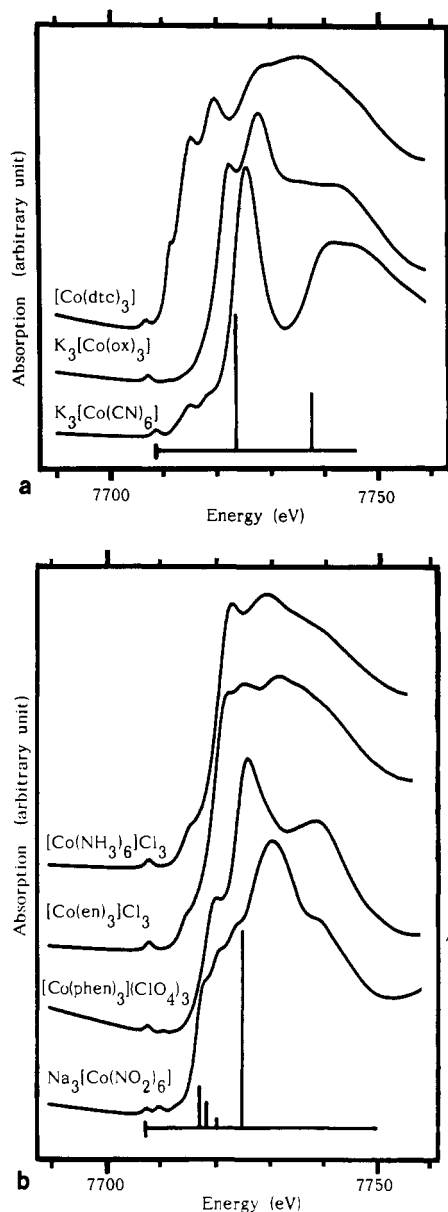 Absorption (arbitrary unit)
[Co(dtc)3]
K3[Co(ox)3]
K3[Co(CN)6]
7700
7750
Energy (eV)
a
Absorption (arbitrary unit)
[Co(NH3)6]Cl3
[Co(en)3]Cl3
[Co(phen)3](ClO4)3
Na3[Co(NO2)6]
7700
7750
Energy (eV)
b